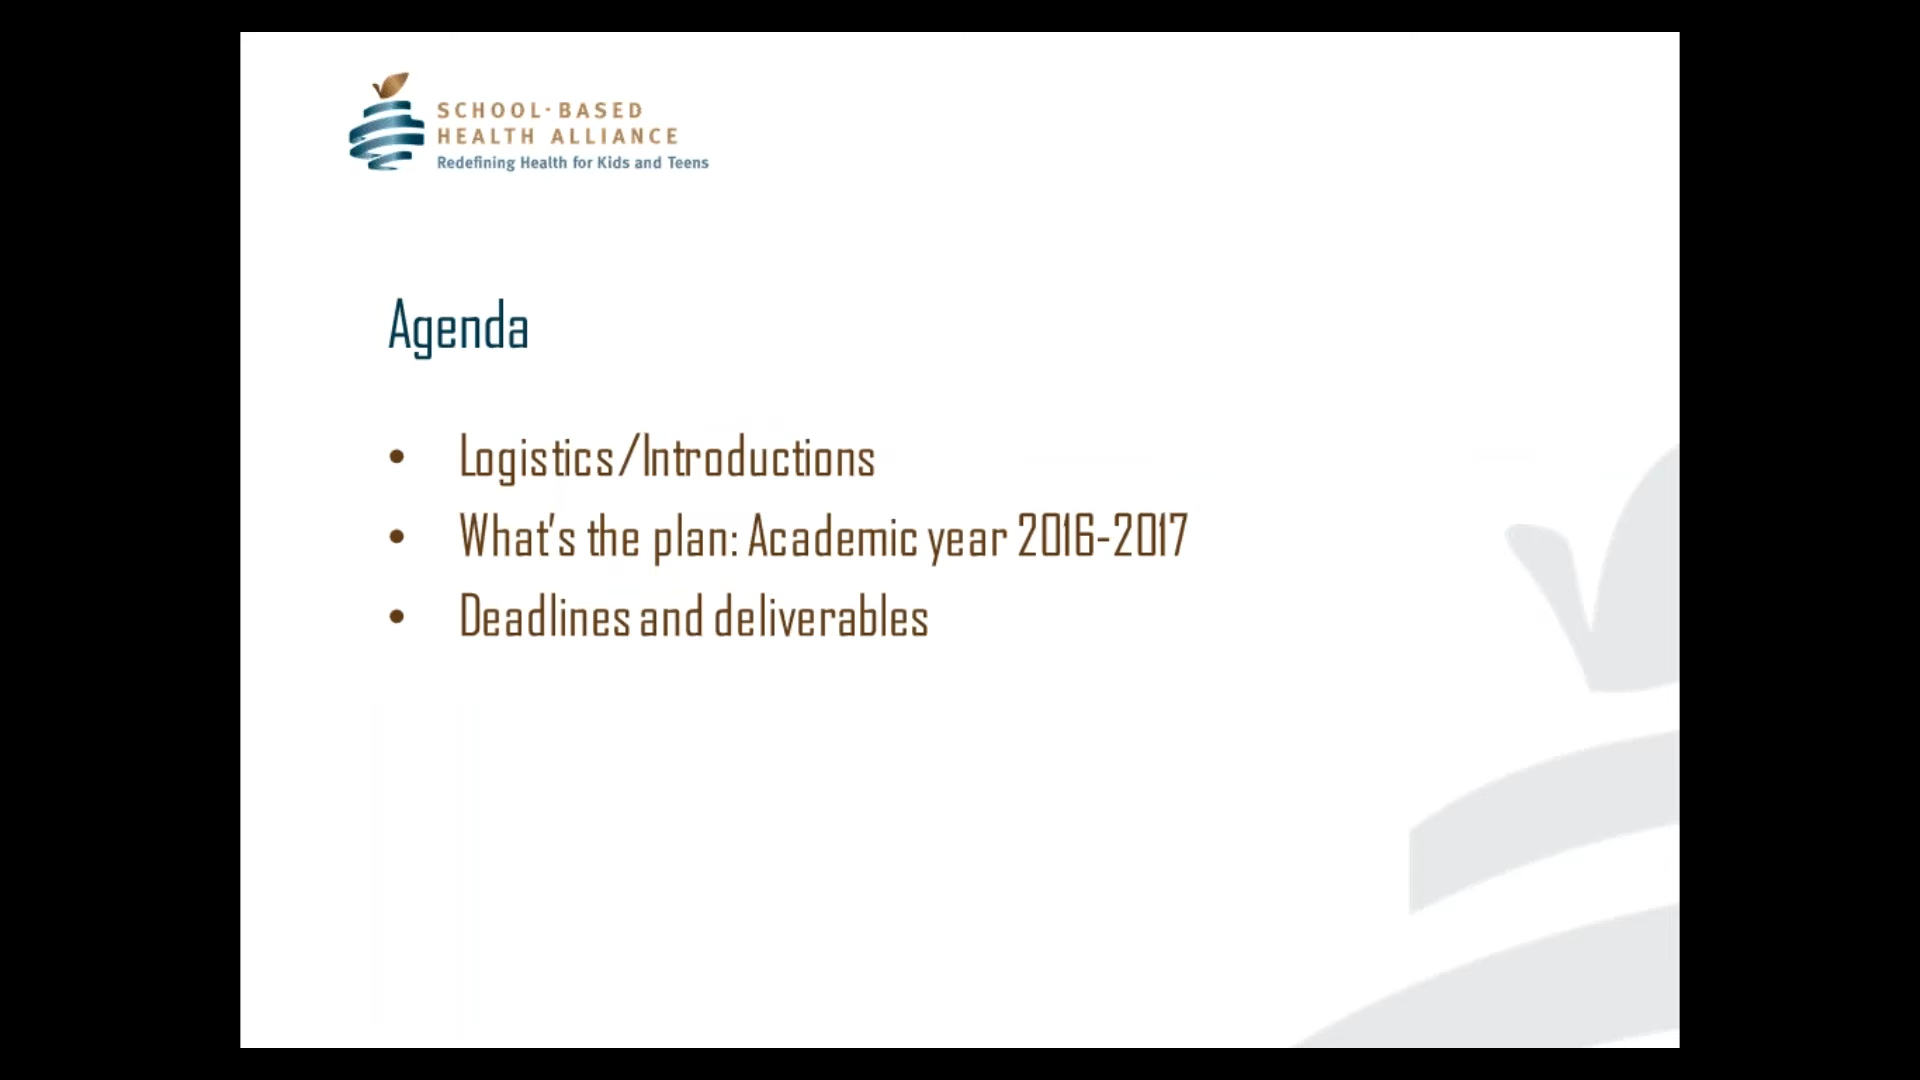 SCHOOL-BASED
HEALTH ALLIANCE
Redefining Health for Kids and Teens
Agenda
• Logistics/Introductions
• What's the plan: Academic year 2016-2017
• Deadlines and deliverables